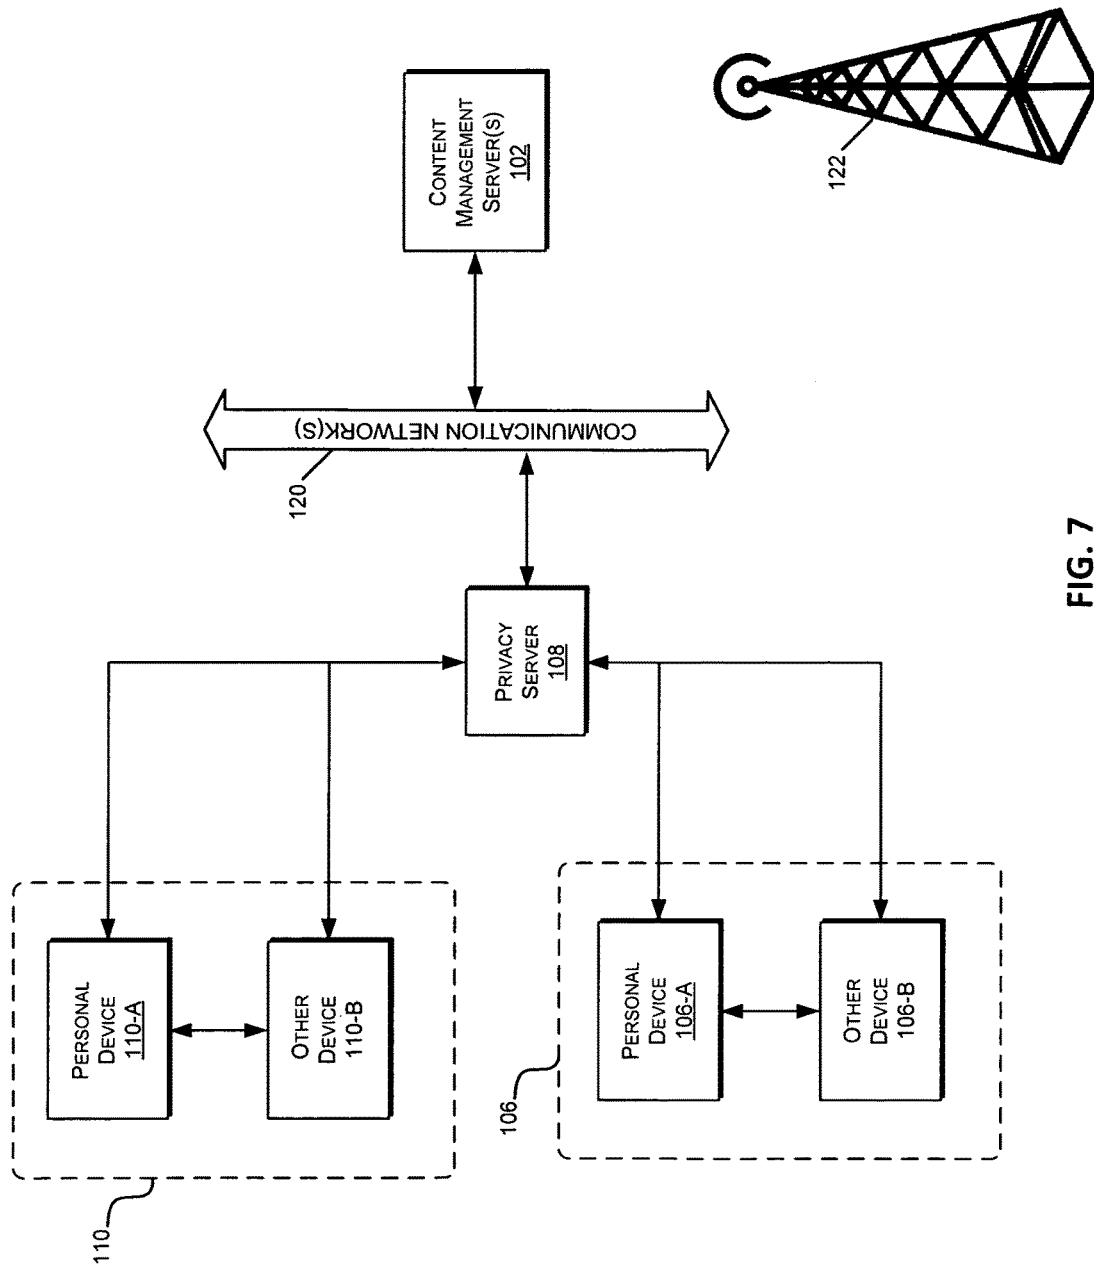 110
PERSONAL
DEVICE
110-A
OTHER
DEVICE
110-B
106
PERSONAL
DEVICE
106-A
OTHER
DEVICE
106-B
PRIVACY
SERVER
108
120
COMMUNICATION NETWORK(S)
CONTENT
MANAGEMENT
SERVER(S)
102
122
FIG. 7